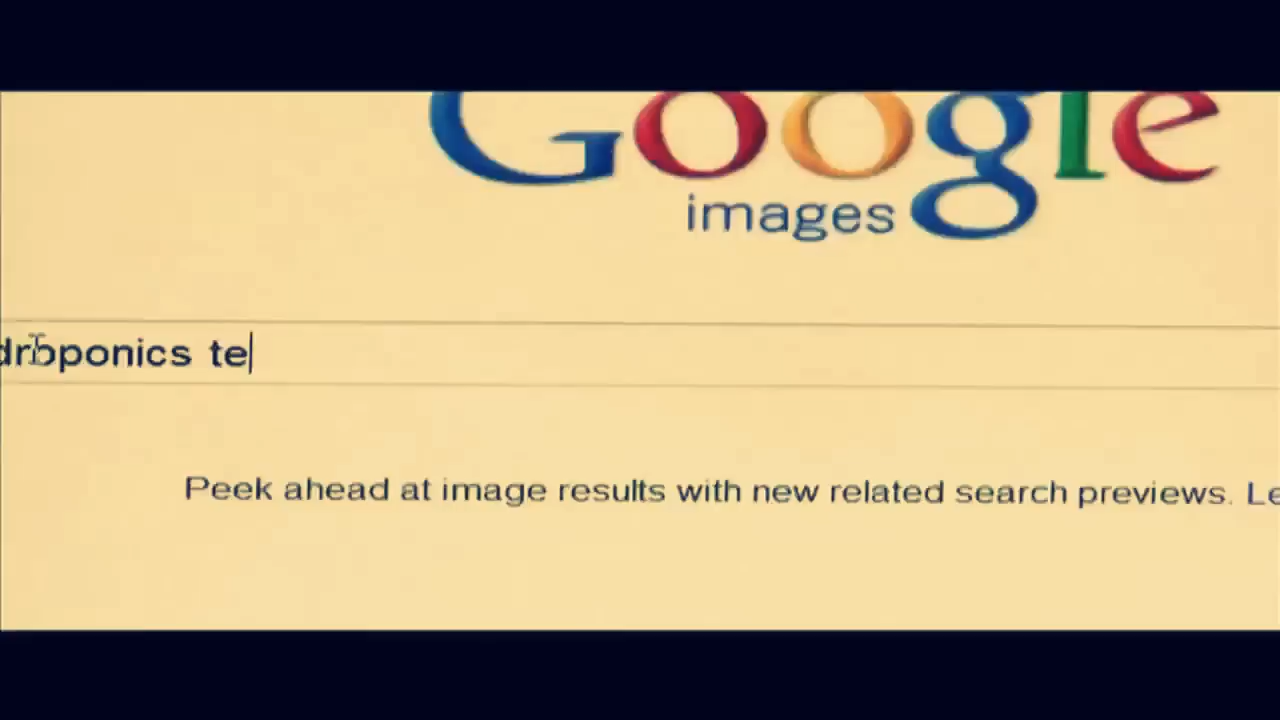 Google
images
droponics te
Peek ahead at image results with new related search previews. Le